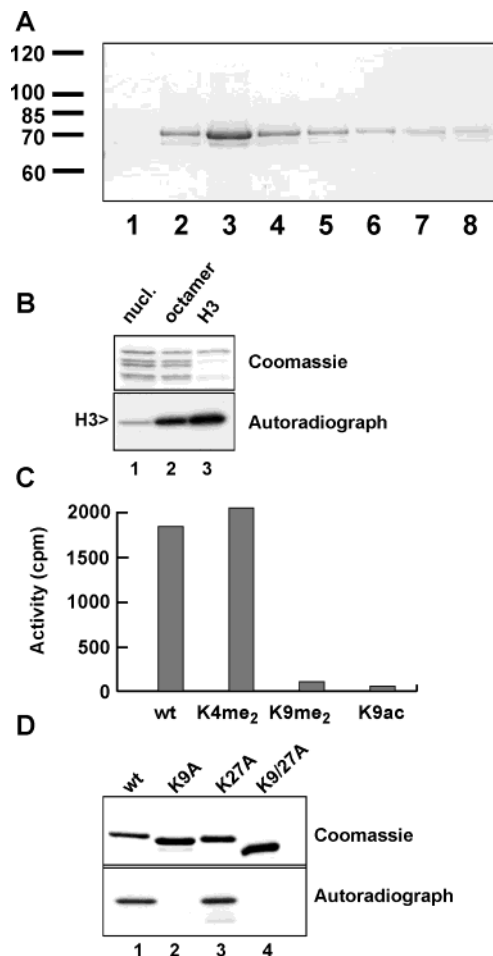 A
120
100
85
70
60
1 2 3 4 5 6 7 8
B
nucl. octamer H3
Coomassie
H3>
Autoradiograph
1 2 3
C
Activity (cpm)
2000
1500
1000
500
0
wt K4me₂ K9me₂ K9ac
D
wt K9A K27A K9/27A
Coomassie
Autoradiograph
1 2 3 4